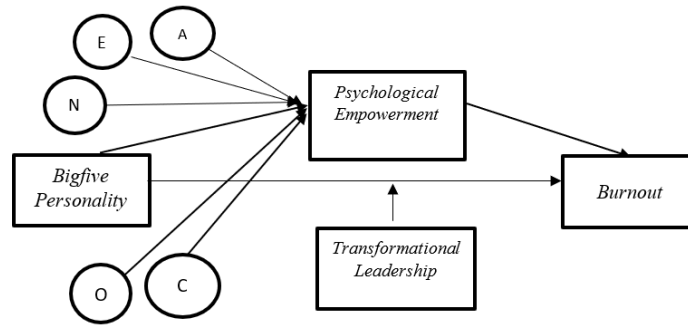 A
E
N
Psychological
Empowerment
Bigfive
Personality
Burnout
Transformational
Leadership
O
C